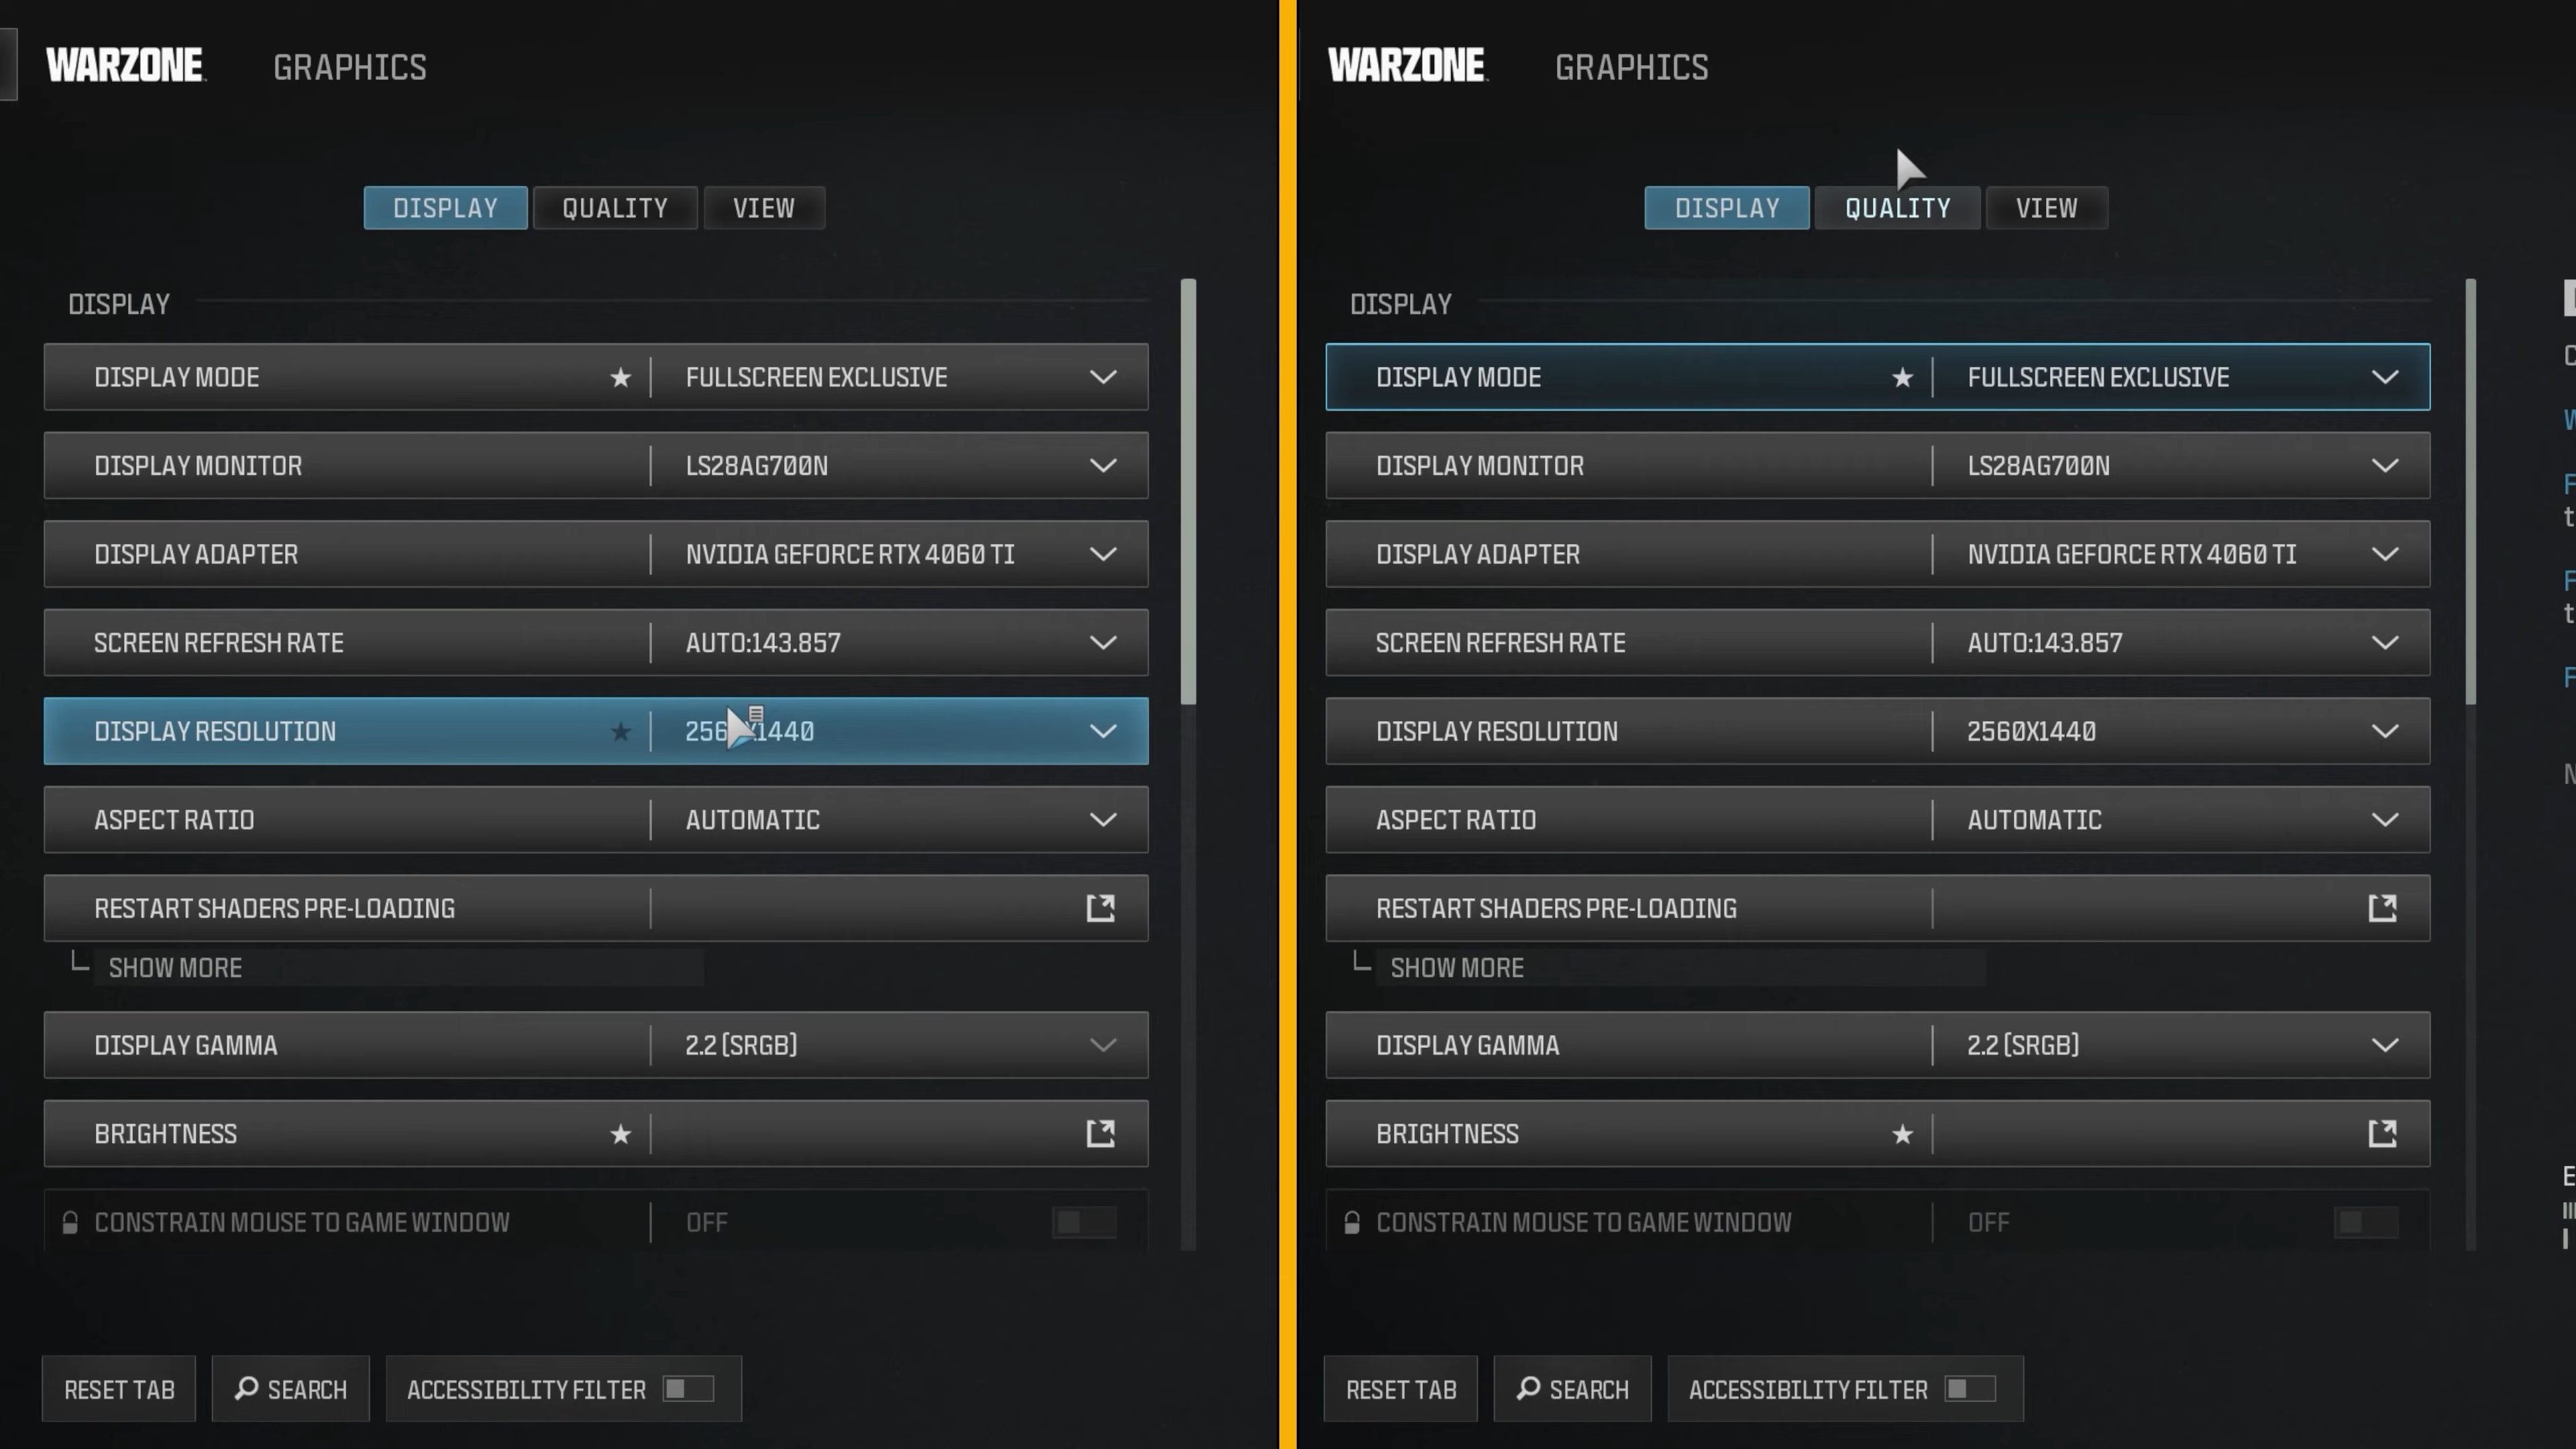 WARZONE GRAPHICS
DISPLAY QUALITY VIEW
DISPLAY
DISPLAY MODE FULLSCREEN EXCLUSIVE
DISPLAY MONITOR LS28AG700N
DISPLAY ADAPTER NVIDIA GEFORCE RTX 4060 TI
SCREEN REFRESH RATE AUTO:143.857
DISPLAY RESOLUTION
ASPECT RATIO AUTOMATIC
RESTART SHADERS PRE-LOADING
SHOW MORE
DISPLAY GAMMA 2.2 (SRGB)
BRIGHTNESS
CONSTRAIN MOUSE TO GAME WINDOW OFF
RESET TAB SEARCH ACCESSIBILITY FILTER
WARZONE GRAPHICS
DISPLAY QUALITY VIEW
DISPLAY
DISPLAY MODE FULLSCREEN EXCLUSIVE
DISPLAY MONITOR LS28AG700N
DISPLAY ADAPTER NVIDIA GEFORCE RTX 4060 TI
SCREEN REFRESH RATE AUTO:143.857
DISPLAY RESOLUTION 2560X1440
ASPECT RATIO AUTOMATIC
RESTART SHADERS PRE-LOADING
SHOW MORE
DISPLAY GAMMA 2.2 (SRGB)
BRIGHTNESS
CONSTRAIN MOUSE TO GAME WINDOW OFF
RESET TAB SEARCH ACCESSIBILITY FILTER